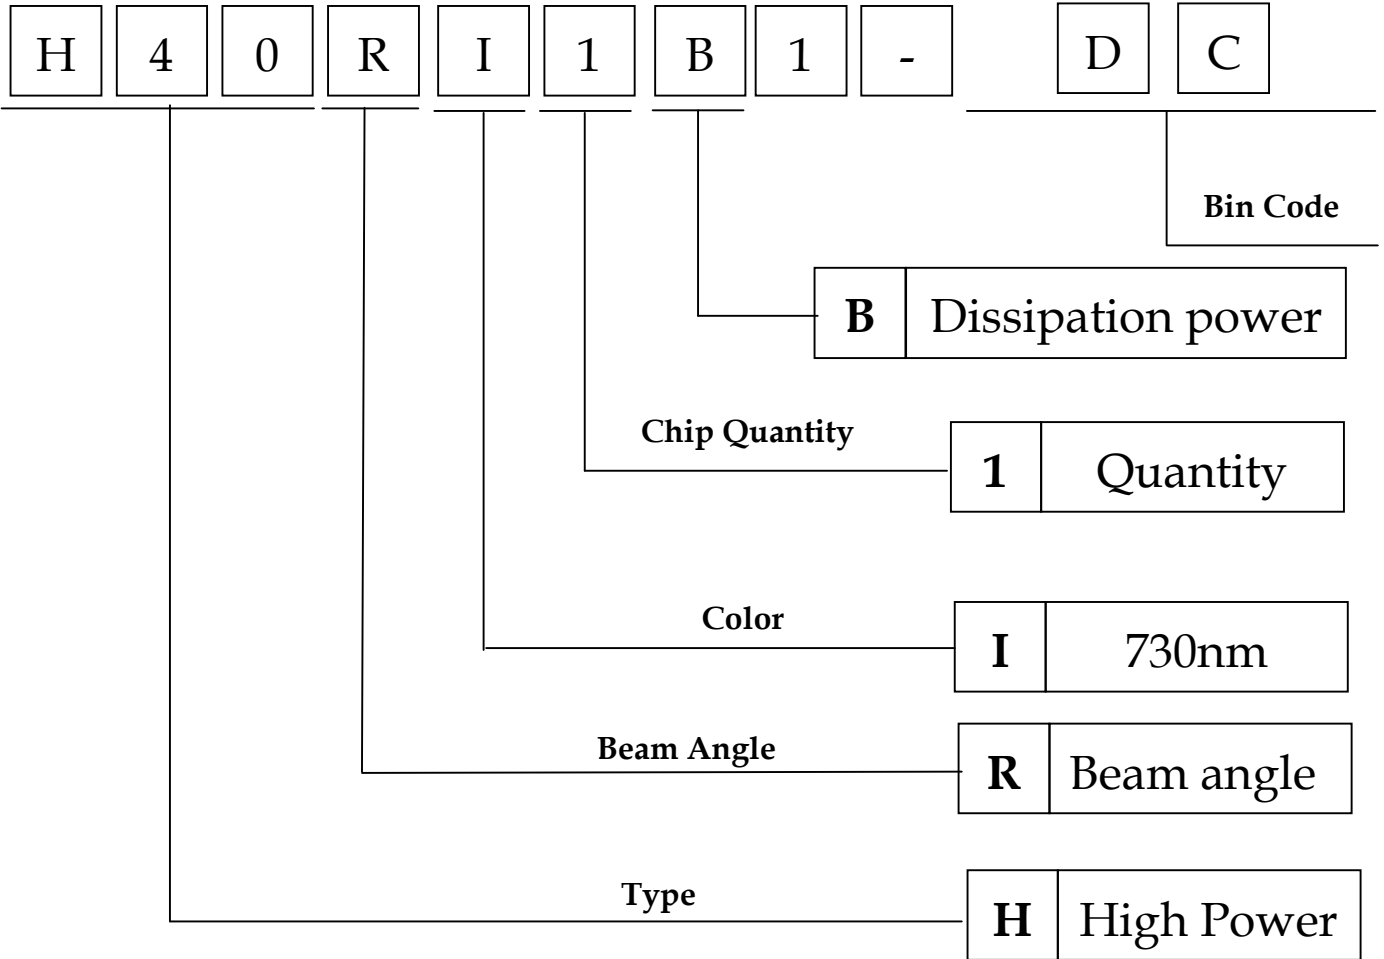 H 4 0 R I 1 B 1 - D C
Bin Code
B Dissipation power
Chip Quantity
1 Quantity
Color
I 730nm
Beam Angle
R Beam angle
Type
H High Power